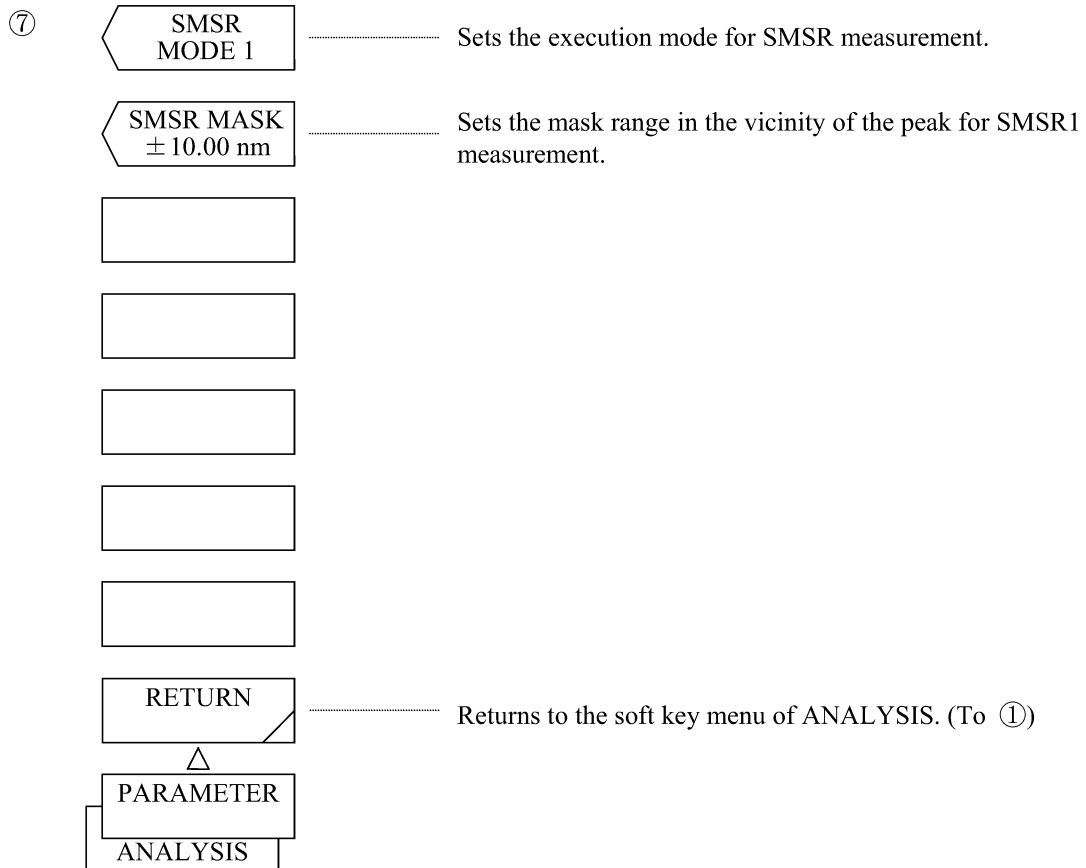 ⑦
SMSR
MODE 1
Sets the execution mode for SMSR measurement.
SMSR MASK
±10.00 nm
Sets the mask range in the vicinity of the peak for SMSR1
measurement.
RETURN
Returns to the soft key menu of ANALYSIS. (To ①)
PARAMETER
ANALYSIS